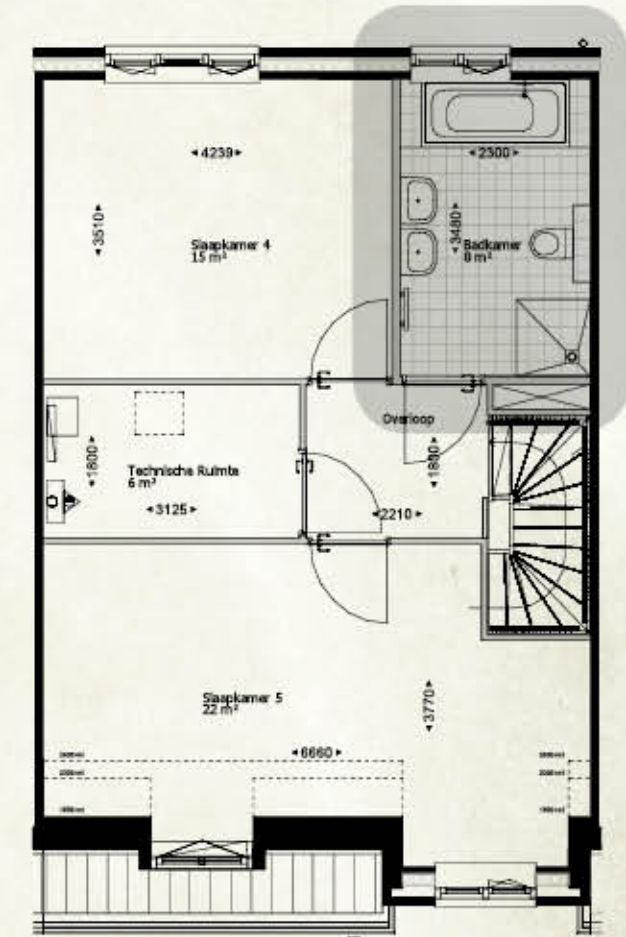 4239
2300
3510
3480
Slaapkamer 4
15 m²
Badkamer
8 m²
Overloop
1800
1880
Technische Ruimte
6 m²
3125
2210
Slaapkamer 5
22 m²
3770
6660